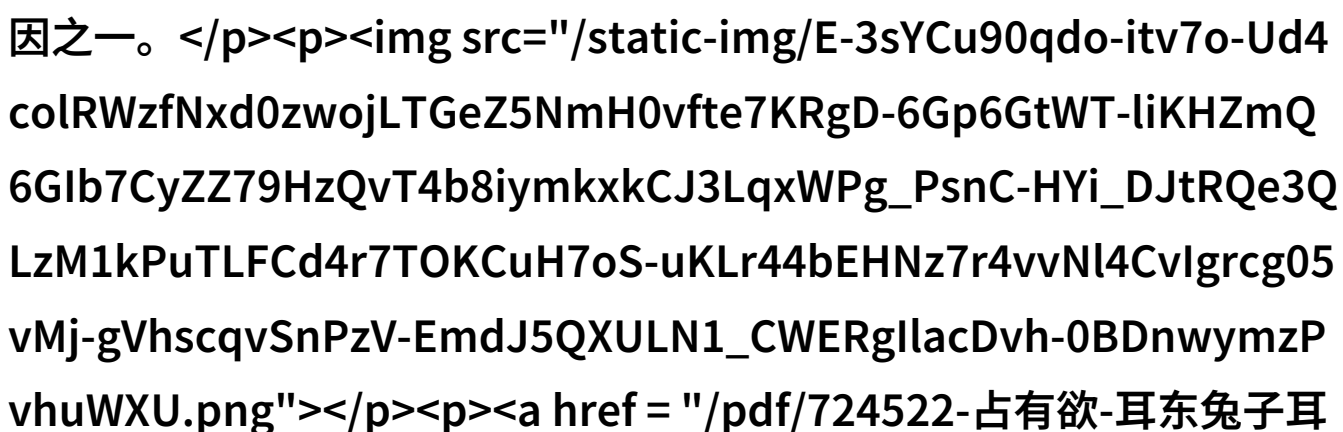 因之一。</p><p><img src="/static-img/E-3sYCu90qdo-itv7o-Ud4
colRWzfNxd0zwojLTGeZ5NmH0vfte7KRgD-6Gp6GtWT-liKHZmQ
6GIb7CyZZ79HzQvT4b8iymkxkCJ3LqxWPg_PsnC-HYi_DJtRQe3Q
LzM1kPuTLFCd4r7TOKCuH7oS-uKLr44bEHNz7r4vvNl4CvIgrcg05
vMj-gVhscqvSnPzV-EmdJ5QXULN1_CWERgIlacDvh-0BDnwymzP
vhuWXU.png"></p><p><a href = "/pdf/724522-占有欲-耳东兔子耳